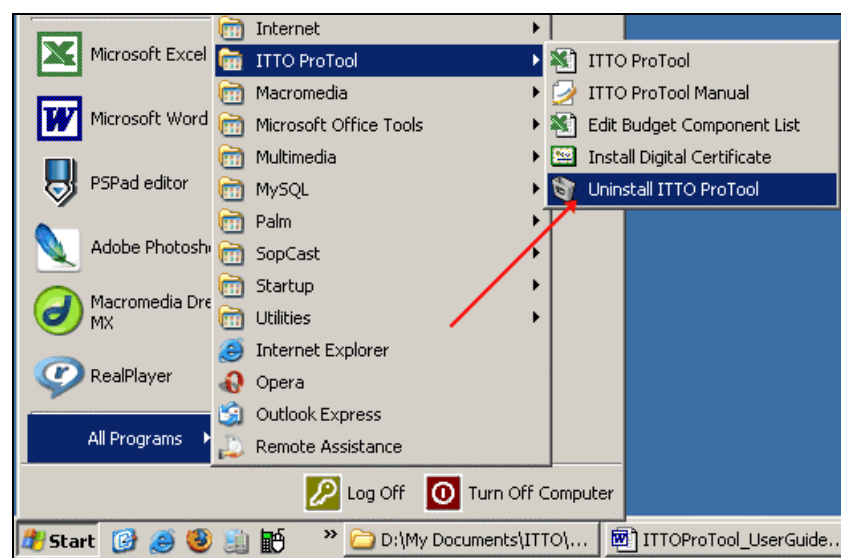 Microsoft Excel
Microsoft Word
PSPad editor
Adobe Photosh
Macromedia Dre
MX
RealPlayer
All Programs
Internet
ITTO ProTool
Macromedia
Microsoft Office Tools
Multimedia
MySQL
Palm
SopCast
Startup
Utilities
Internet Explorer
Opera
Outlook Express
Remote Assistance
ITTO ProTool
ITTO ProTool Manual
Edit Budget Component List
Install Digital Certificate
Uninstall ITTO ProTool
Log Off
Turn Off Computer
Start
D:\My Documents\ITTO\...
ITTOProTool_UserGuide...